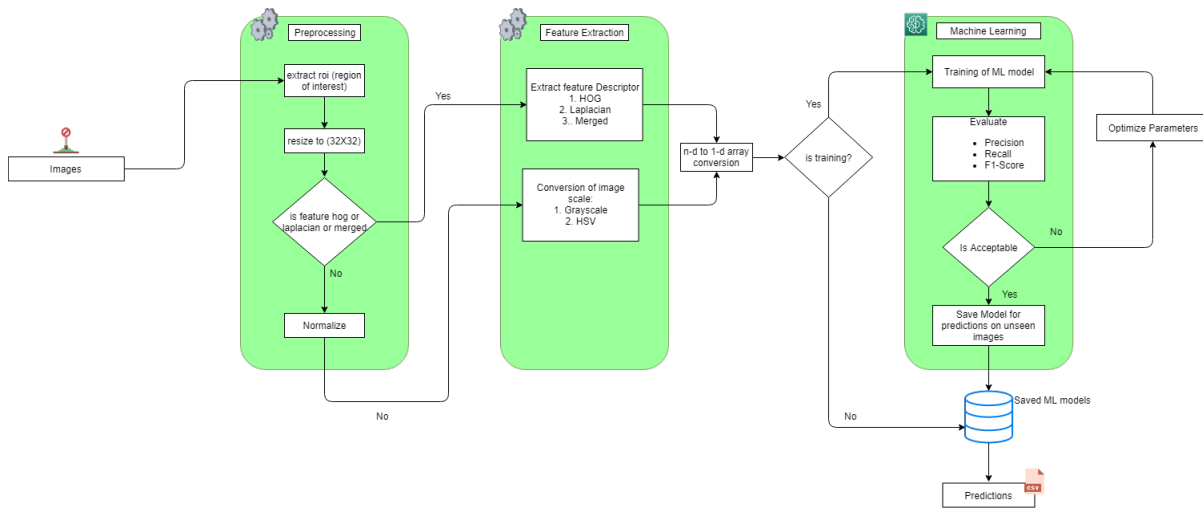 Preprocessing
extract roi (region
of interest)
resize to (32X32)
is feature hog or
laplacian or merged
No
Normalize
Images
Yes
No
Feature Extraction
Extract feature Descriptor
1. HOG
2. Laplacian
3.. Merged
Conversion of image
scale:
1. Grayscale
2. HSV
n-d to 1-d array
conversion
is training?
Yes
No
Machine Learning
Training of ML model
Evaluate
• Precision
• Recall
• F1-Score
Is Acceptable
No
Optimize Parameters
Yes
Save Model for
predictions on unseen
images
Saved ML models
Predictions
csv